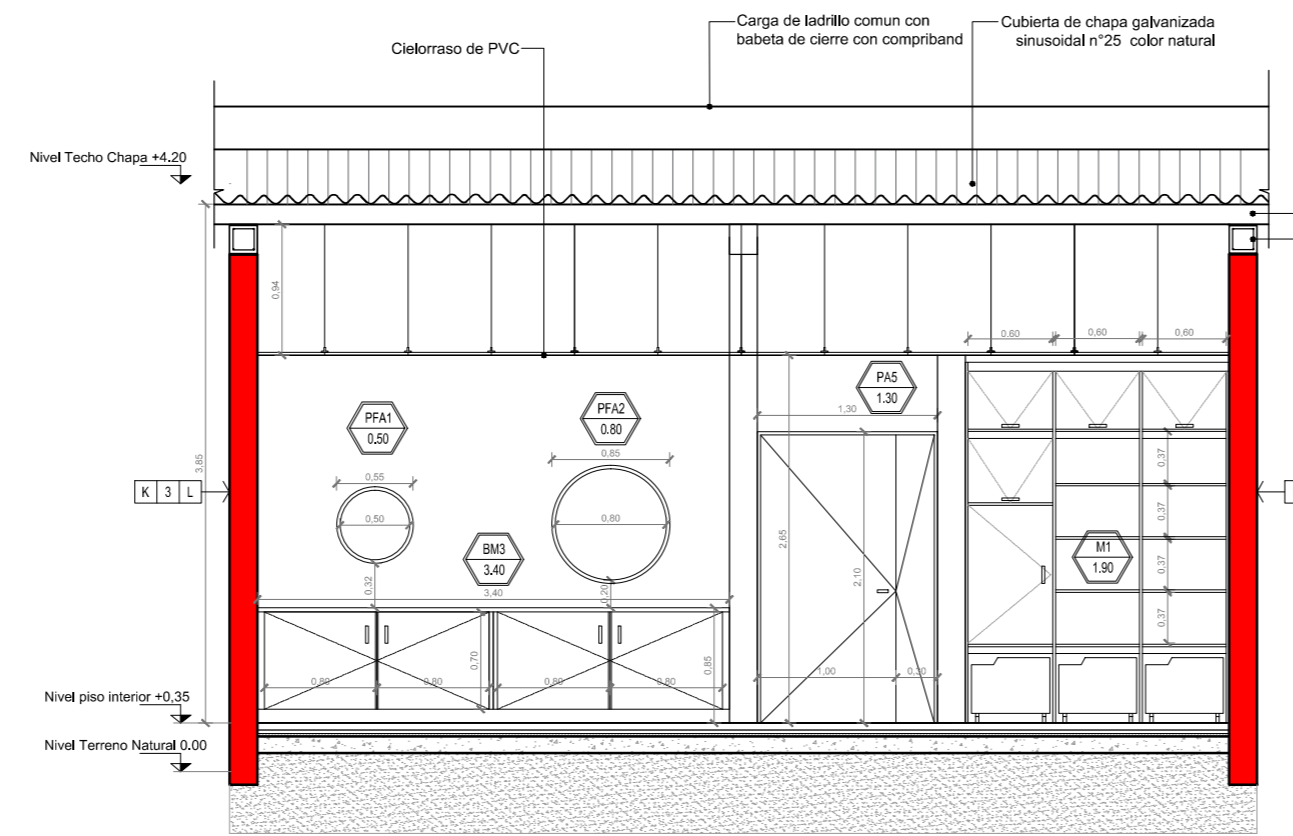 Carga de ladrillo comun con
babeta de cierre con compriband
Cubierta de chapa galvanizada
sinusoidal n°25 color natural
Cielorraso de PVC
Nivel Techo Chapa +4.20
0,94
0.60
0,60
0,60
PFA1
0.50
PFA2
0.80
PA5
1.30
1,30
0,85
0,55
3,85
K 3 L
0,50
0,80
BM3
3.40
2,65
2,10
0,37
0,37
0,37
0,37
M1
1.90
0,32
0,20
3,40
0,70
0,85
0,80
0,80
0,80
0,80
1,00
0,30
Nivel piso interior +0,35
Nivel Terreno Natural 0.00